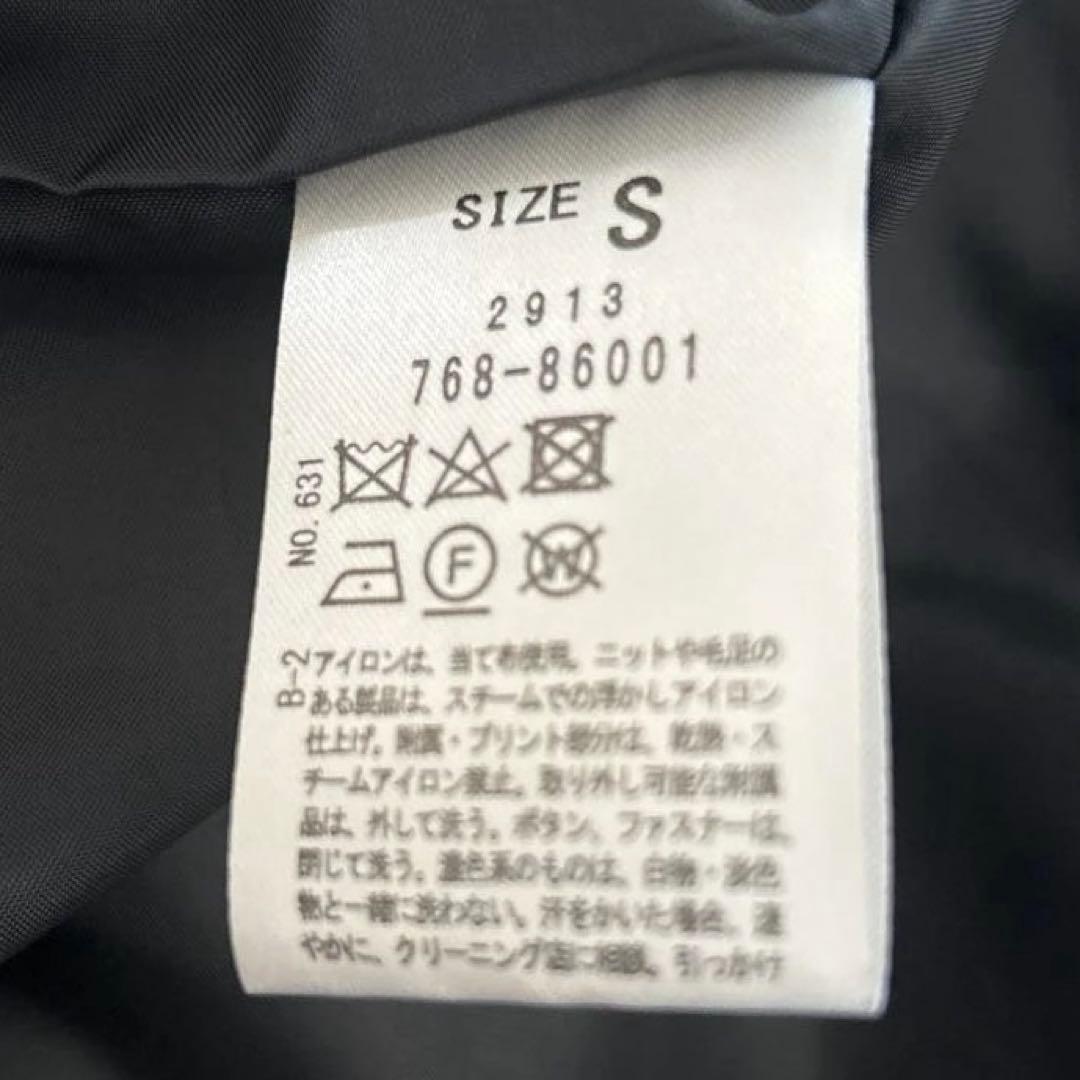 SIZE S
2913
768-86001
NO. 631
F
W
B-2
アイロンは、当て布使用。ニットや毛足の
ある製品は、スチームでの浮かしアイロン
仕上げ。附属・プリント部分は、乾熱・ス
チームアイロン禁止。取り外し可能な附属
品は、外して洗う。ボタン、ファスナーは、
閉じて洗う。濃色系のものは、白物・淡色
物と一緒に洗わない。汗をかいた場合、速
やかに、クリーニング店に相談。引っかけ